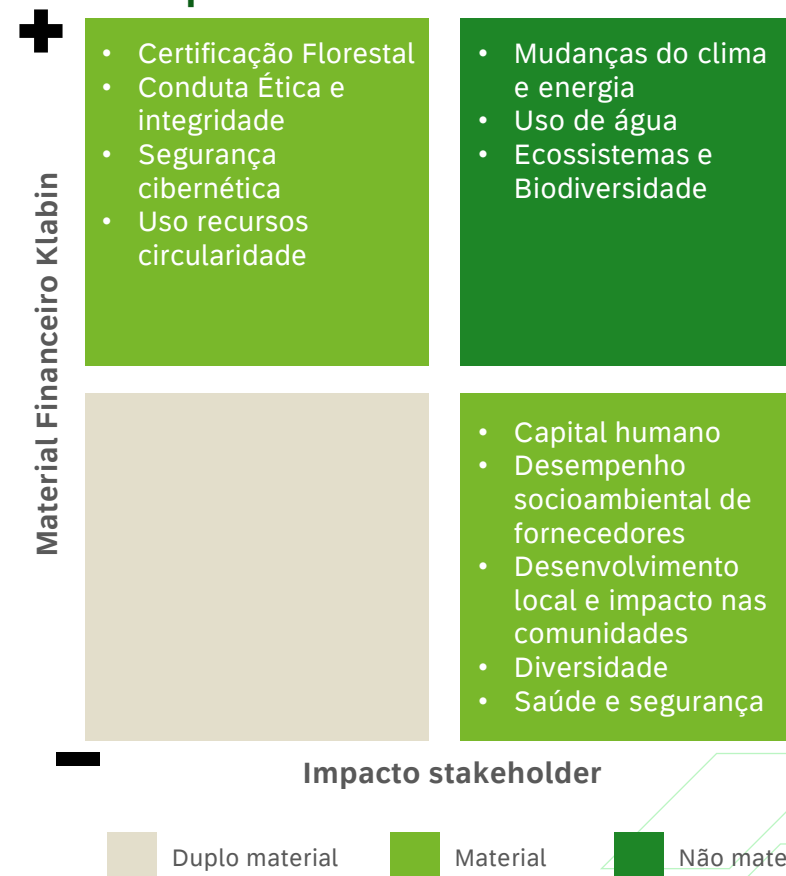 Material Financeiro Klabin
• Certificação Florestal
• Conduta Ética e
integridade
• Segurança
cibernética
• Uso recursos
circularidade
• Mudanças do clima
e energia
• Uso de água
• Ecossistemas e
Biodiversidade
• Capital humano
• Desempenho
socioambiental de
fornecedores
• Desenvolvimento
local e impacto nas
comunidades
• Diversidade
• Saúde e segurança
Impacto stakeholder
Duplo material
Material
Não mate